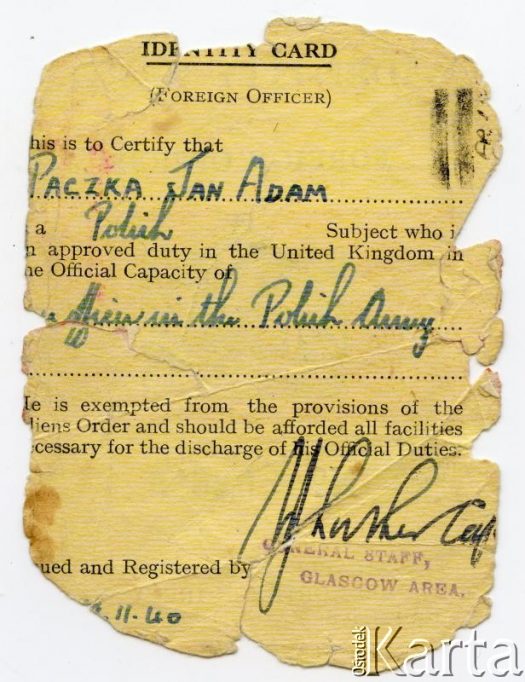 IDENTITY CARD
(FOREIGN OFFICER)
his is to Certify that
PACZKA JAN ADAM
a Polish Subject who i
n approved duty in the United Kingdom in
he Official Capacity of
officer in the Polish Army
He is exempted from the provisions of the
liens Order and should be afforded all facilities
cessary for the discharge of his Official Duties.
Cap
GENERAL STAFF,
GLASGOW AREA.
ued and Registered by
.11.40
Ośrodek Karta